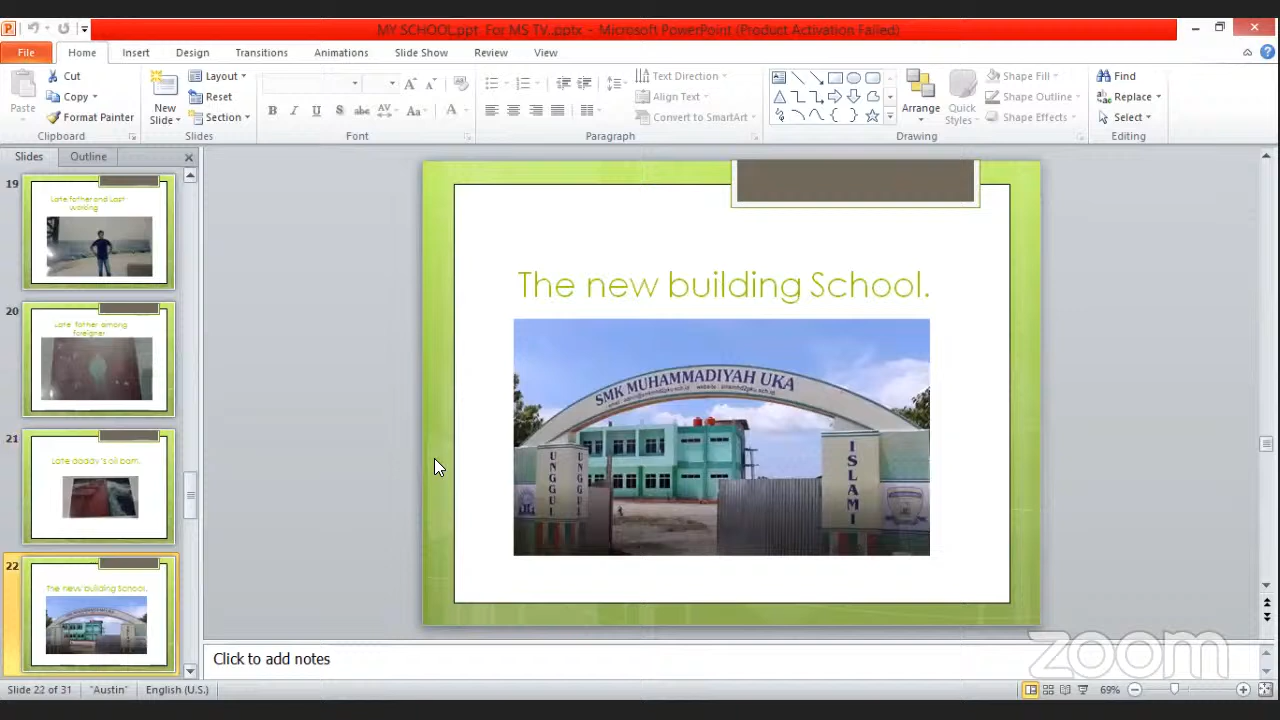 MY SCHOOL.ppt For MS TV..pptx - Microsoft PowerPoint (Product Activation Failed)
File Home Insert Design Transitions Animations Slide Show Review View
Paste
Cut
Copy
Format Painter
Clipboard
New Slide
Layout
Reset
Section
Slides
Font
Text Direction
Align Text
Convert to SmartArt
Paragraph
Arrange
Quick Styles
Shape Fill
Shape Outline
Shape Effects
Drawing
Find
Replace
Select
Editing
Slides Outline
19
Late father and Last
working
20
Late father among
foreigner
21
Late daddy 's oil barn.
22
The new building School.
The new building School.
SMK MUHAMMADIYAH UKA
UNGGUL
UNGGUL
ISLAMI
zoom
Click to add notes
Slide 22 of 31 "Austin" English (U.S.) 69%